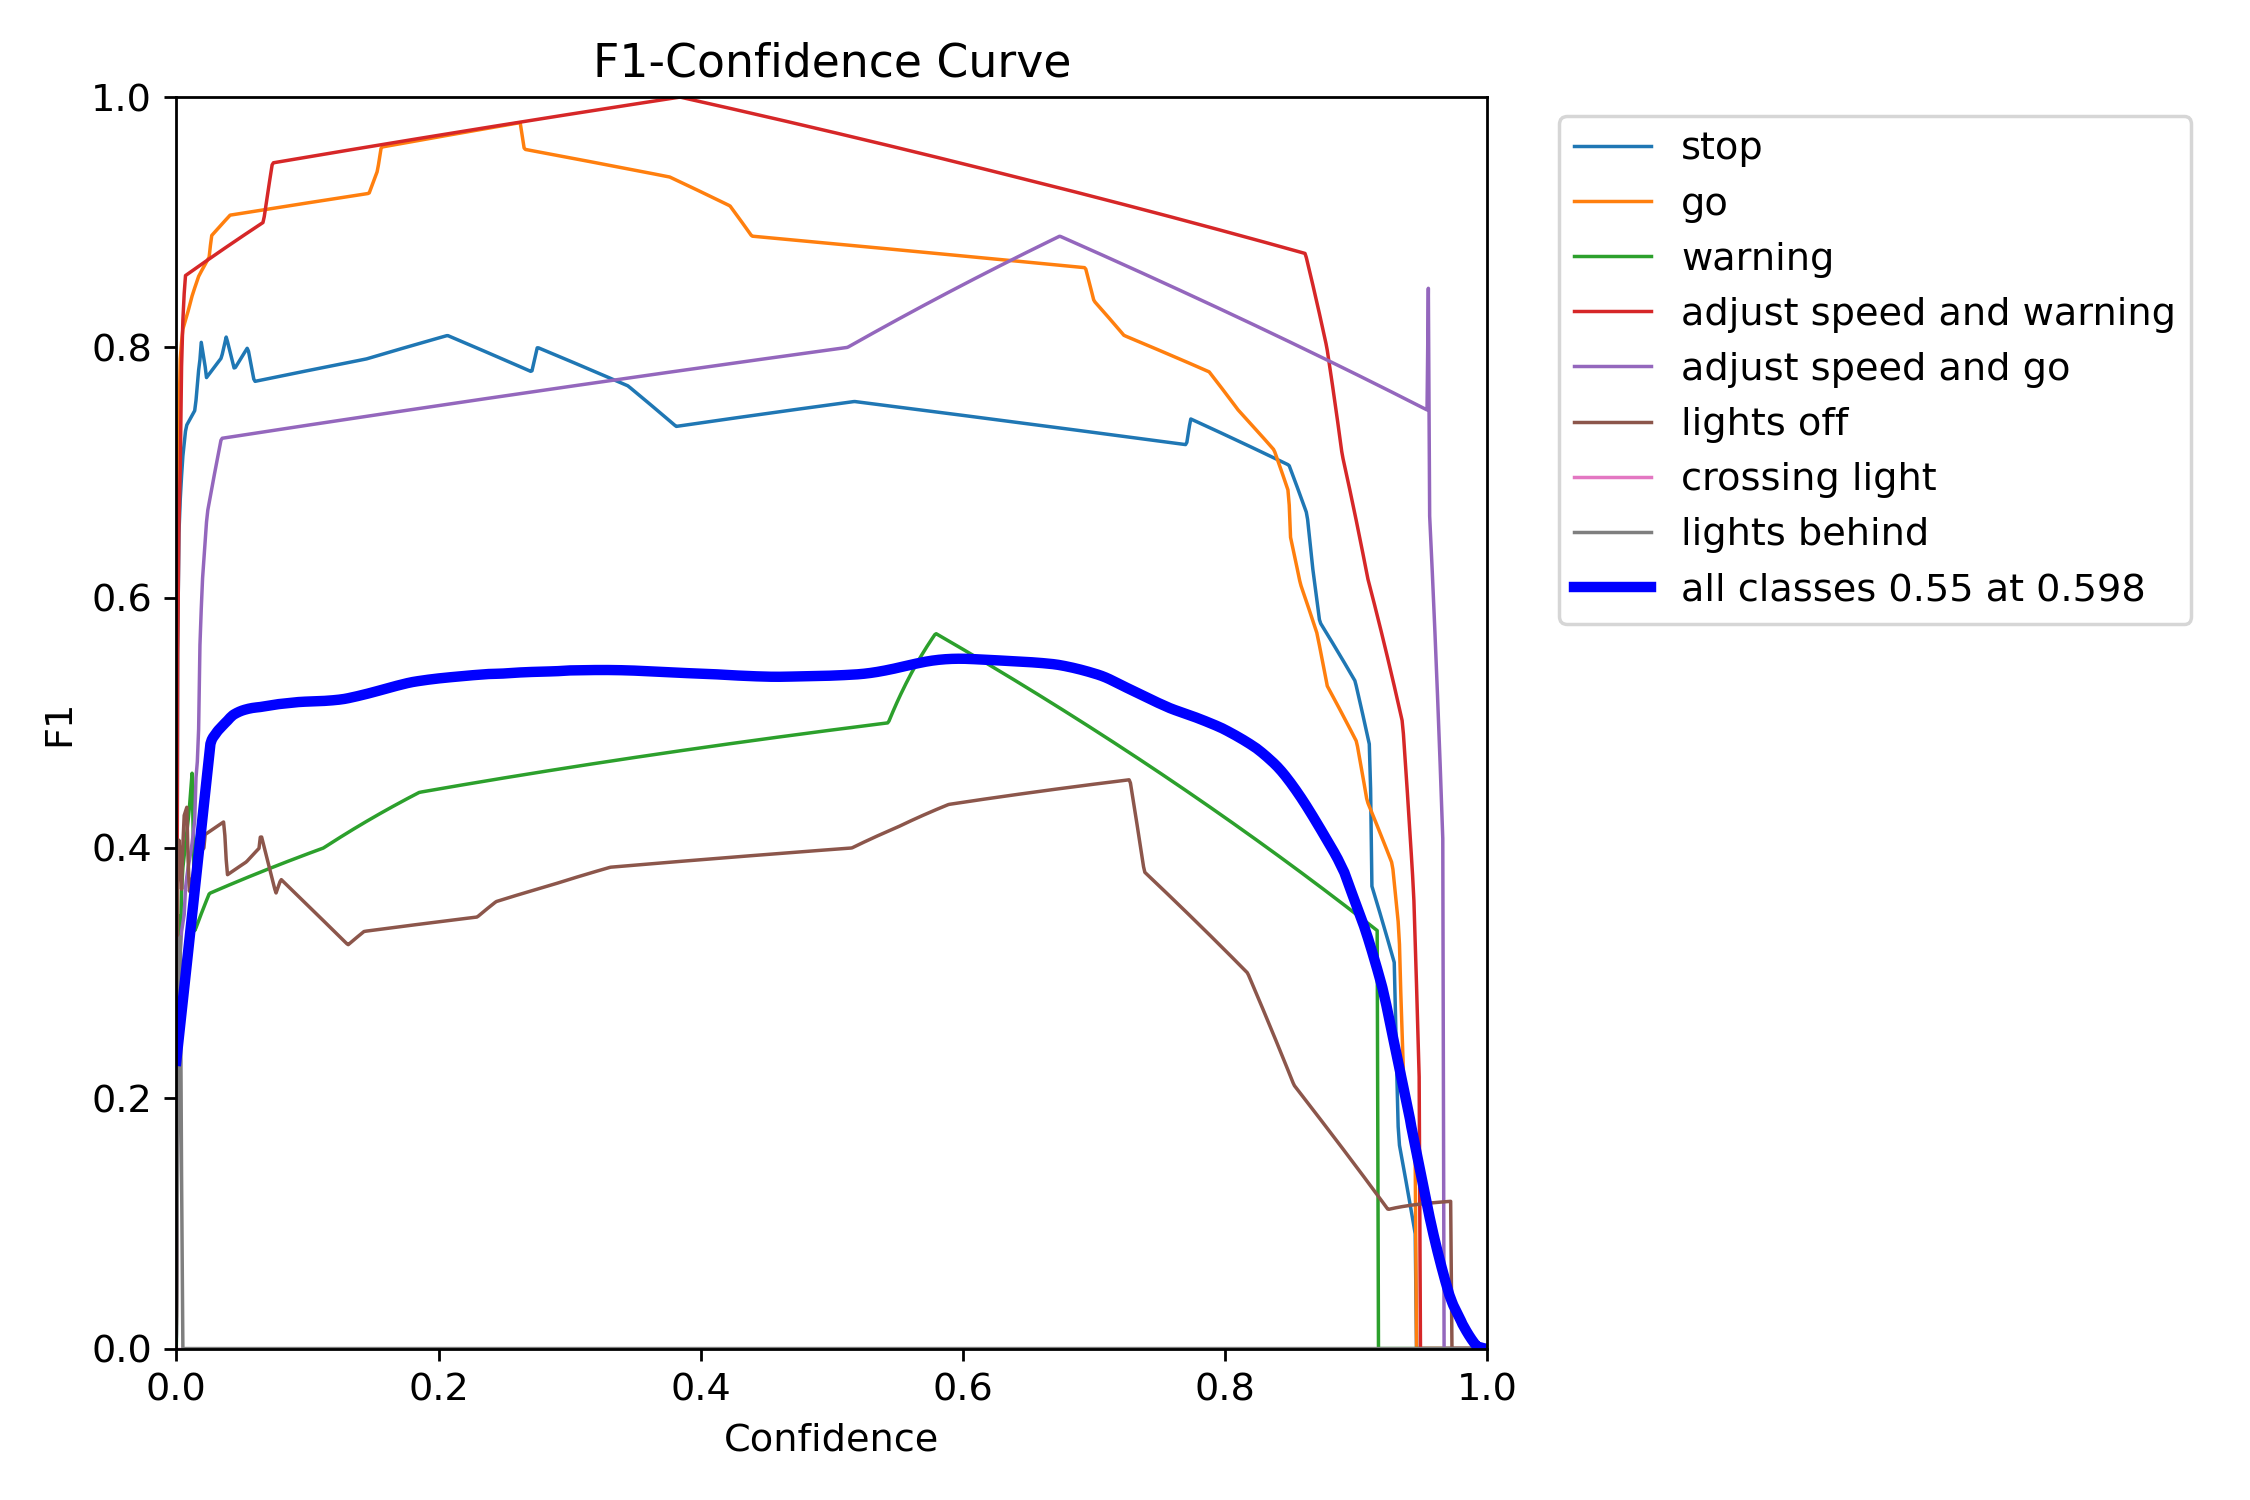 F1-Confidence Curve
1.0
0.8
0.6
0.4
0.2
0.0
F1
0.0 0.2 0.4 0.6 0.8 1.0
Confidence
stop
go
warning
adjust speed and warning
adjust speed and go
lights off
crossing light
lights behind
all classes 0.55 at 0.598